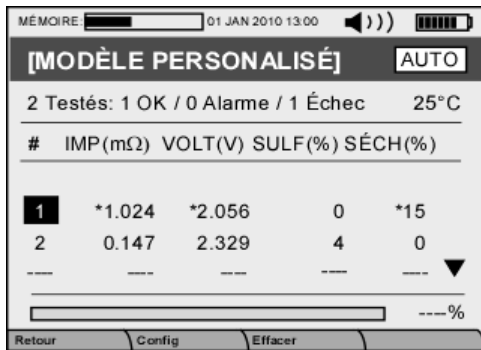 MÉMOIRE: 01 JAN 2010 13:00
[MODÈLE PERSONALISÉ] AUTO
2 Testés: 1 OK / 0 Alarme / 1 Échec 25°C
# IMP(mΩ) VOLT(V) SULF(%) SÉCH(%)
1 *1.024 *2.056 0 *15
2 0.147 2.329 4 0
---- ---- ---- ---- ----
----%
Retour Config Effacer